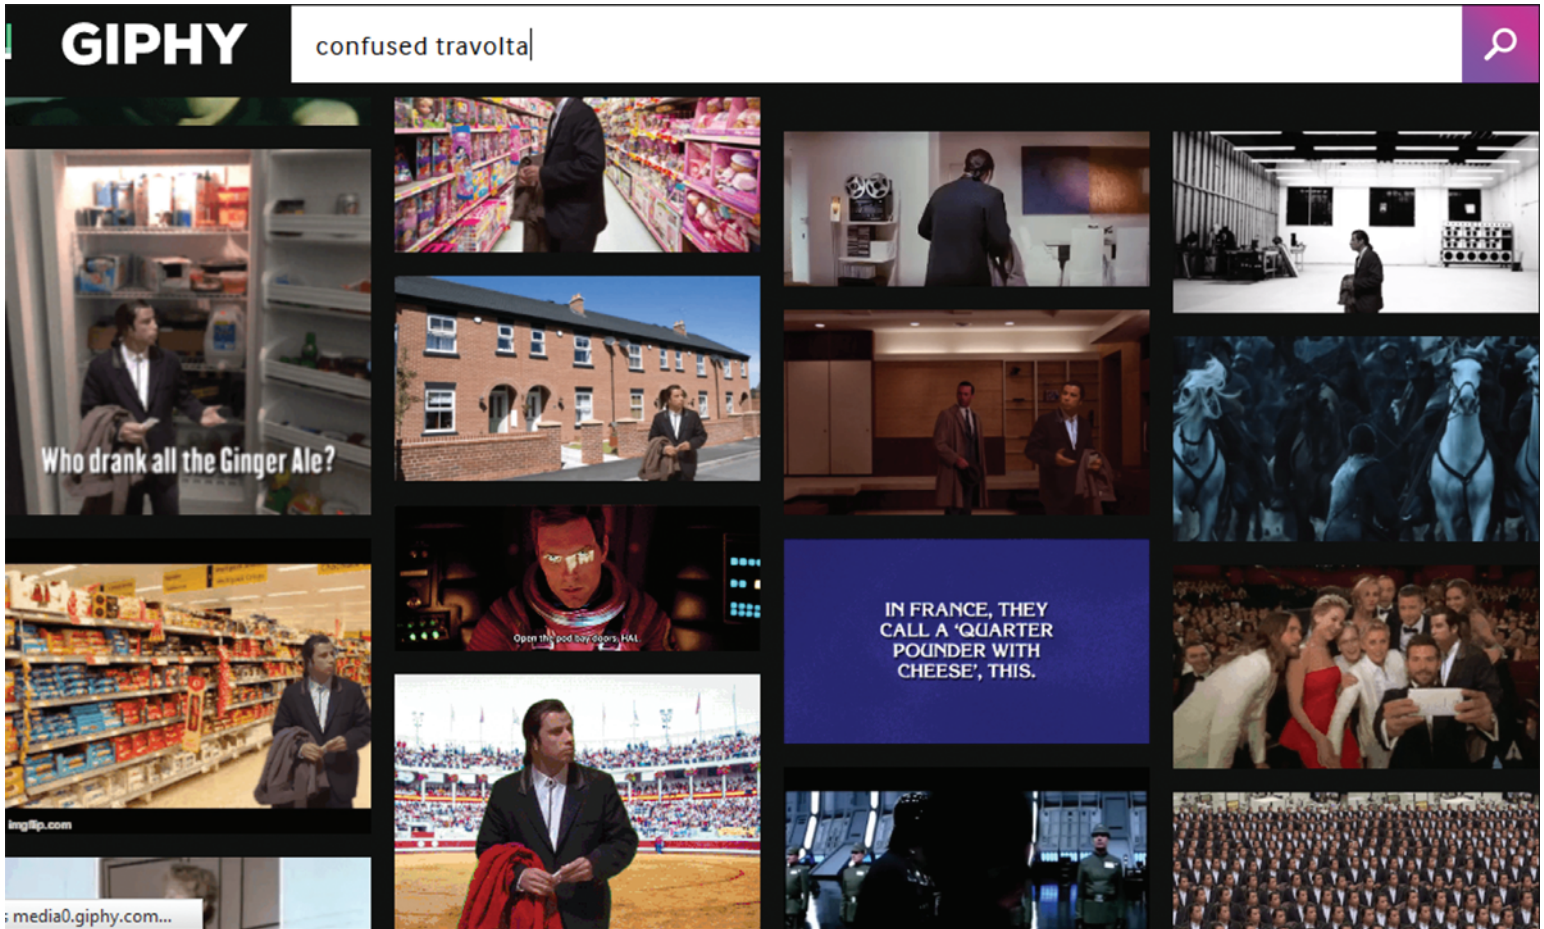 GIPHY
confused travolta
Who drank all the Ginger Ale?
Open the pod bay doors, HAL.
IN FRANCE, THEY
CALL A 'QUARTER
POUNDER WITH
CHEESE', THIS.
imgflip.com
media0.giphy.com...